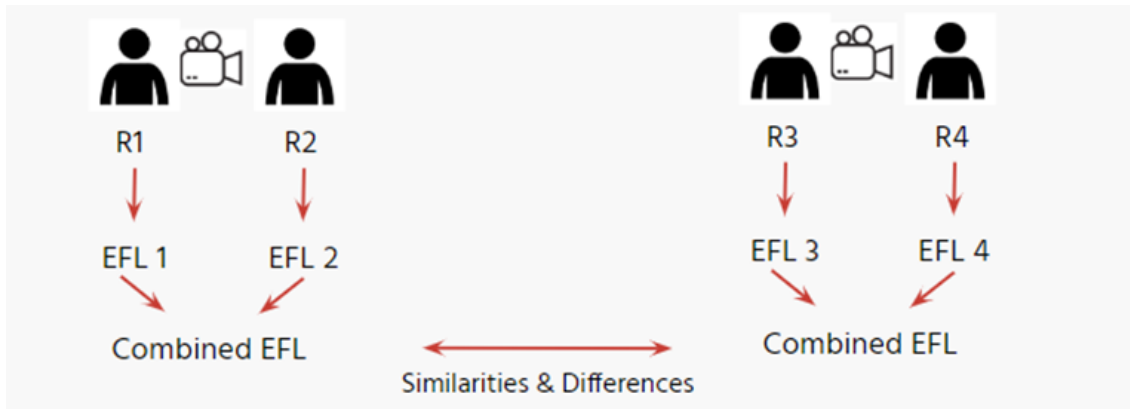 R1 R2 R3 R4
EFL 1 EFL 2 EFL 3 EFL 4
Combined EFL Combined EFL
Similarities & Differences